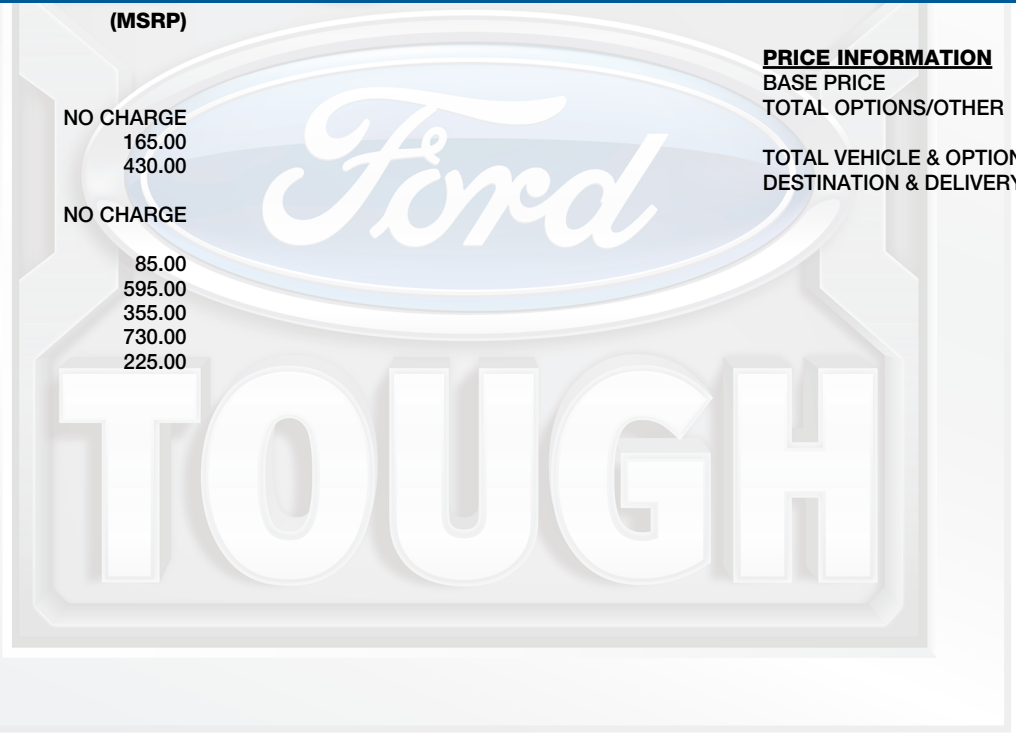 (MSRP)
NO CHARGE
165.00
430.00
NO CHARGE
85.00
595.00
355.00
730.00
225.00
PRICE INFORMATION
BASE PRICE
TOTAL OPTIONS/OTHER
TOTAL VEHICLE & OPTION
DESTINATION & DELIVERY
Ford
TOUGH